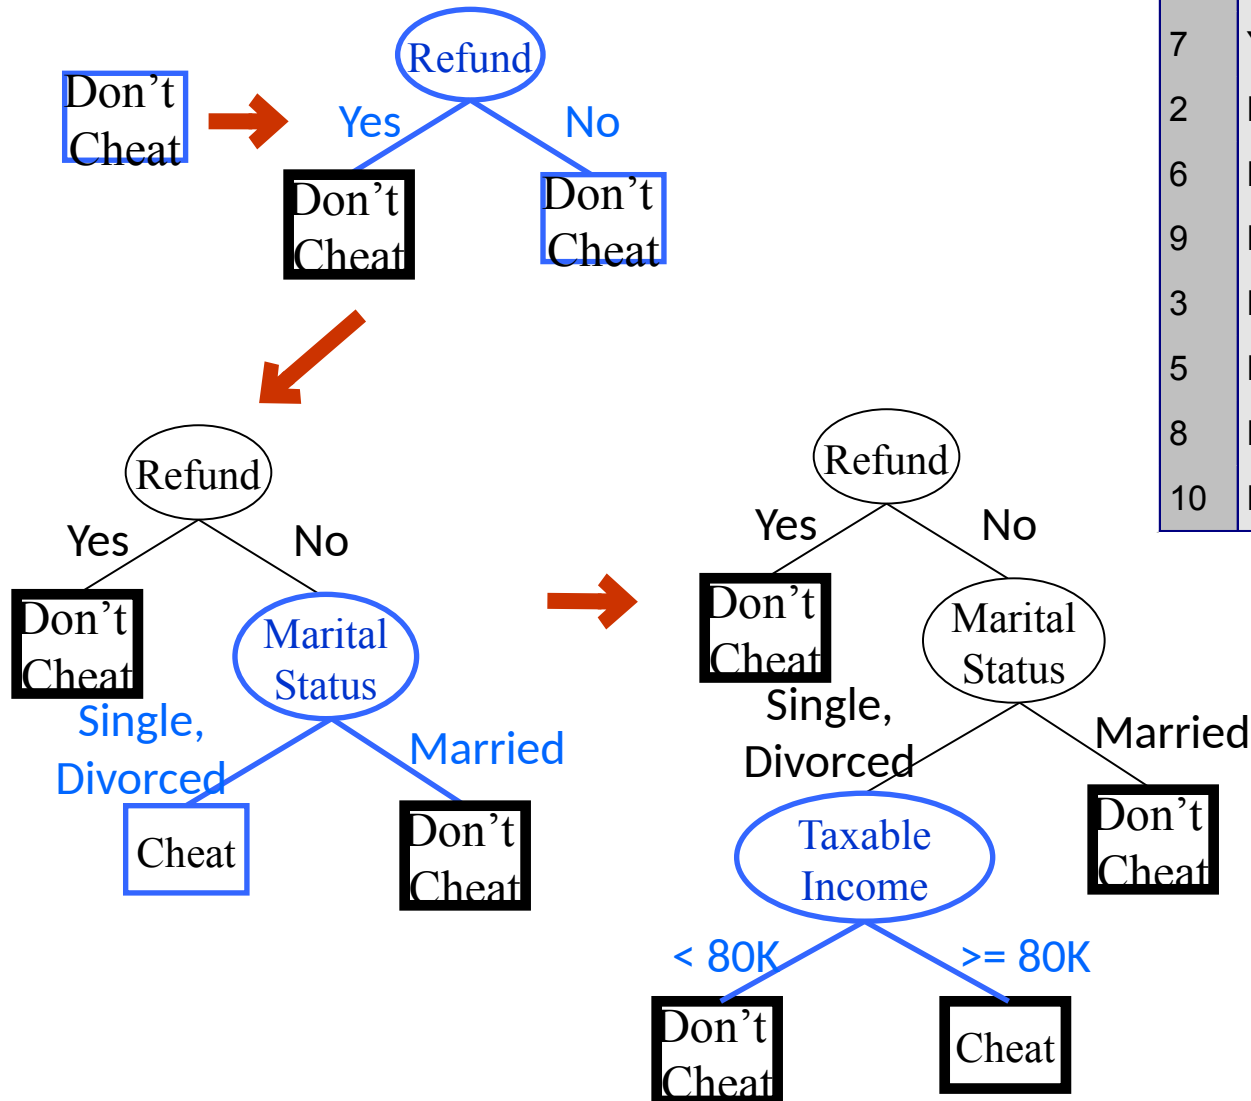 Don't
Cheat
Refund
Yes
No
Don't
Cheat
Don't
Cheat
Refund
Yes
No
Don't
Cheat
Marital
Status
Single,
Divorced
Married
Cheat
Don't
Cheat
Refund
Yes
No
Don't
Cheat
Marital
Status
Single,
Divorced
Married
Taxable
Income
Don't
Cheat
< 80K
>= 80K
Don't
Cheat
Cheat
7
2
6
9
3
5
8
10